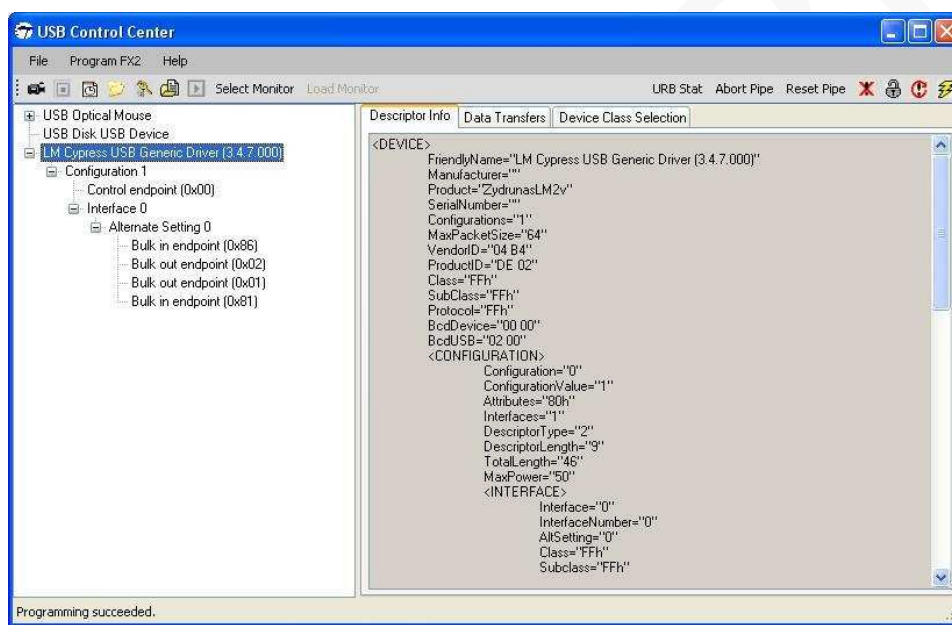 USB Control Center
File Program FX2 Help
Select Monitor Load Monitor URB Stat Abort Pipe Reset Pipe
USB Optical Mouse
USB Disk USB Device
LM Cypress USB Generic Driver (3.4.7.000)
Configuration 1
Control endpoint (0x00)
Interface 0
Alternate Setting 0
Bulk in endpoint (0x86)
Bulk out endpoint (0x02)
Bulk out endpoint (0x01)
Bulk in endpoint (0x81)
Descriptor Info Data Transfers Device Class Selection
<DEVICE>
FriendlyName="LM Cypress USB Generic Driver (3.4.7.000)"
Manufacturer=""
Product="ZydrunasLM2v"
SerialNumber=""
Configurations="1"
MaxPacketSize="64"
VendorID="04 B4"
ProductID="DE 02"
Class="FFh"
SubClass="FFh"
Protocol="FFh"
BcdDevice="00 00"
BcdUSB="02 00"
<CONFIGURATION>
Configuration="0"
ConfigurationValue="1"
Attributes="80h"
Interfaces="1"
DescriptorType="2"
DescriptorLength="9"
TotalLength="46"
MaxPower="50"
<INTERFACE>
Interface="0"
InterfaceNumber="0"
AltSetting="0"
Class="FFh"
Subclass="FFh"
Programming succeeded.